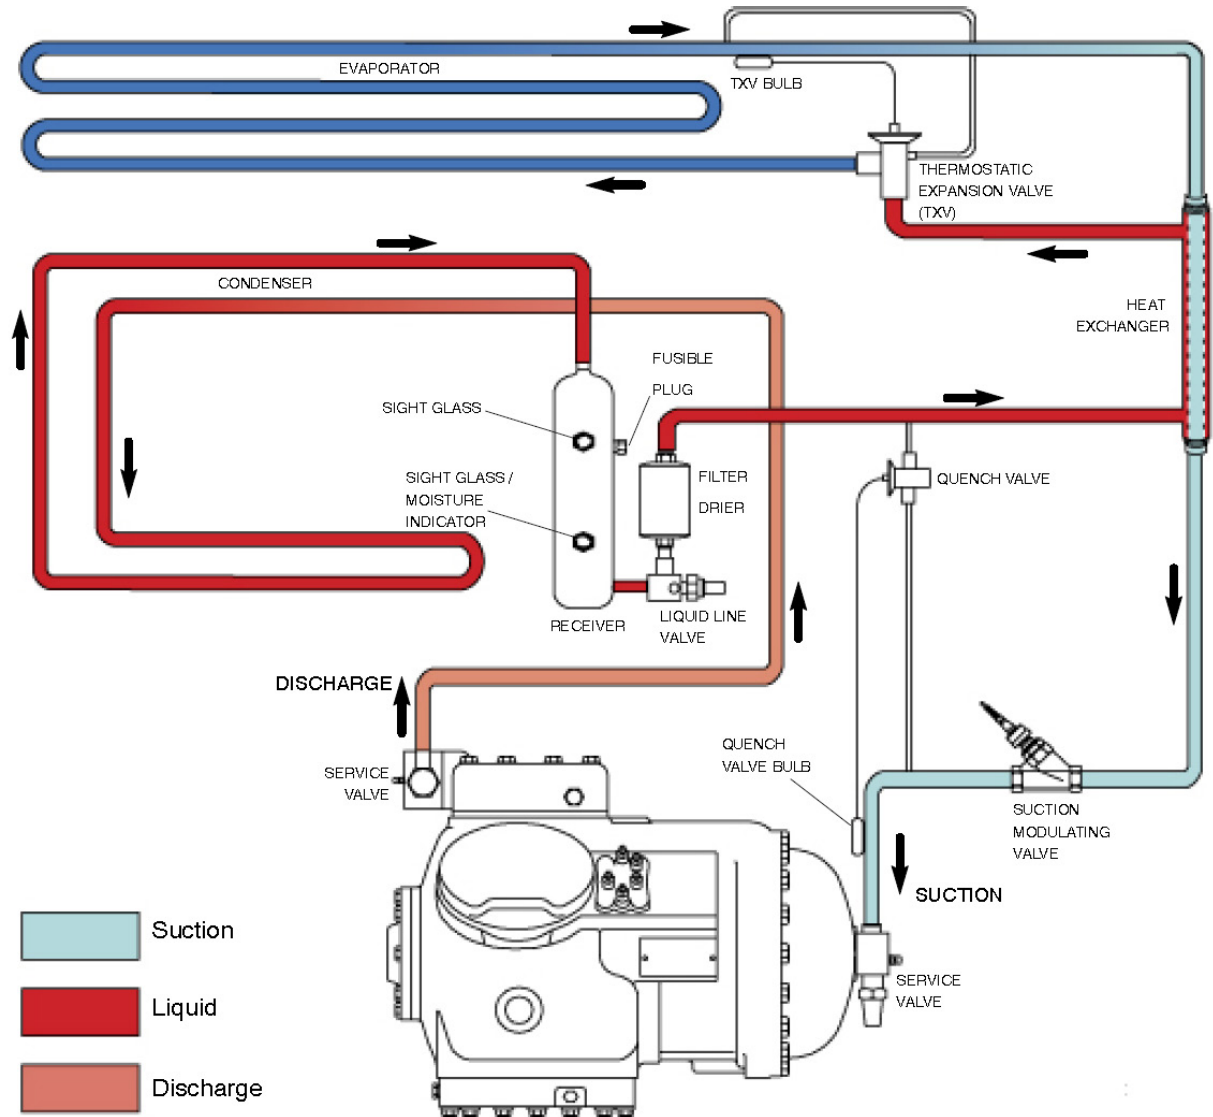 EVAPORATOR
TXV BULB
THERMOSTATIC
EXPANSION VALVE
(TXV)
CONDENSER
HEAT
EXCHANGER
FUSIBLE
PLUG
SIGHT GLASS
SIGHT GLASS /
MOISTURE
INDICATOR
FILTER
DRIER
QUENCH VALVE
RECEIVER
LIQUID LINE
VALVE
DISCHARGE
SERVICE
VALVE
QUENCH
VALVE BULB
SUCTION
MODULATING
VALVE
SUCTION
SERVICE
VALVE
Suction
Liquid
Discharge